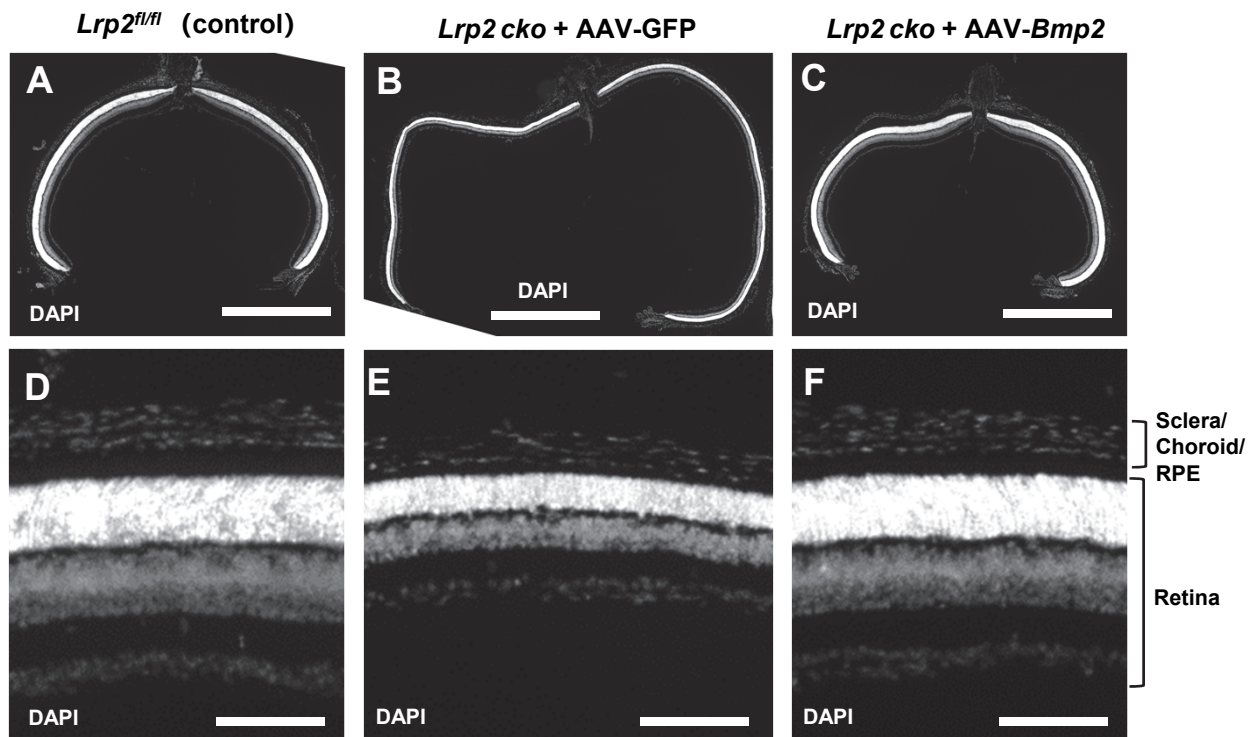 Lrp2fl/fl (control)
Lrp2 cko + AAV-GFP
Lrp2 cko + AAV-Bmp2
A
B
C
DAPI
DAPI
DAPI
D
E
F
Sclera/
Choroid/
RPE
Retina
DAPI
DAPI
DAPI